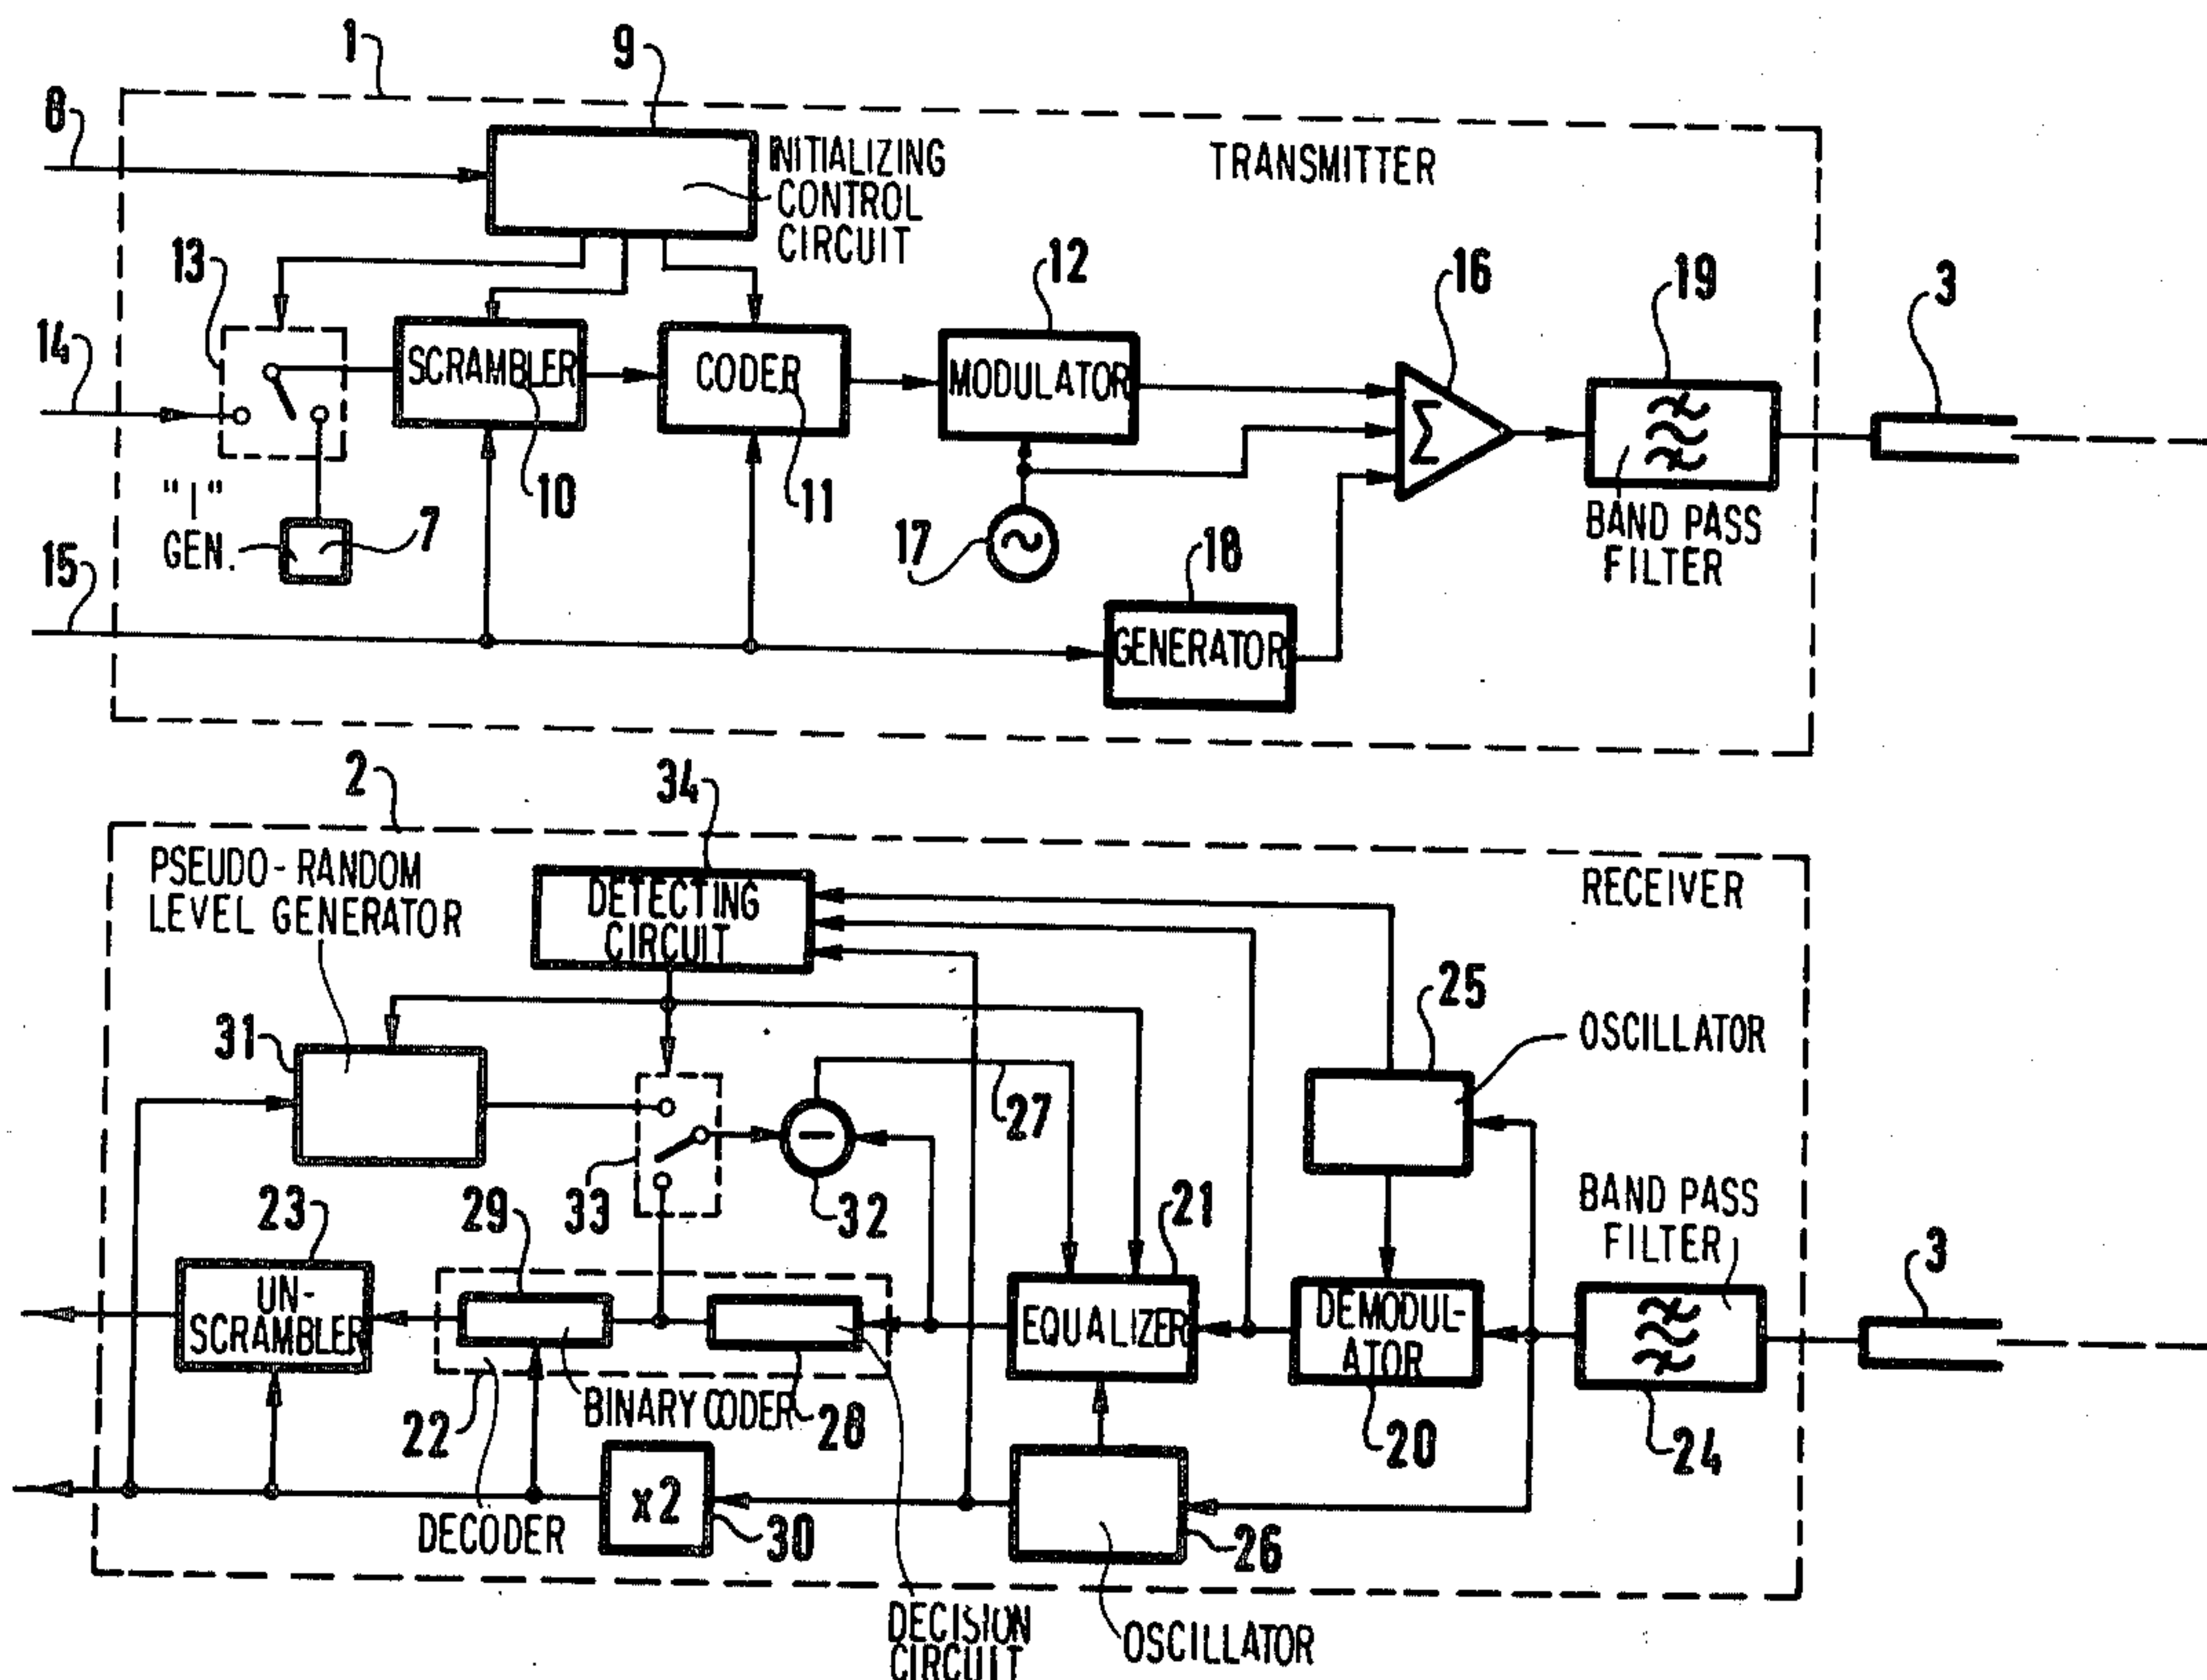 1
9
8
INITIALIZING
CONTROL
CIRCUIT
TRANSMITTER
13
12
16
19
3
14
SCRAMBLER
CODER
MODULATOR
Σ
10
11
"1"
GEN.
7
17
18
BAND PASS
FILTER
15
GENERATOR
2
34
PSEUDO-RANDOM
LEVEL GENERATOR
DETECTING
CIRCUIT
RECEIVER
25
OSCILLATOR
31
27
33
32
23
29
21
BAND PASS
FILTER
3
UN-
SCRAMBLER
EQUALIZER
DEMODUL-
ATOR
22
BINARY CODER
28
20
24
DECODER
x2
30
26
DECISION
CIRCUIT
OSCILLATOR